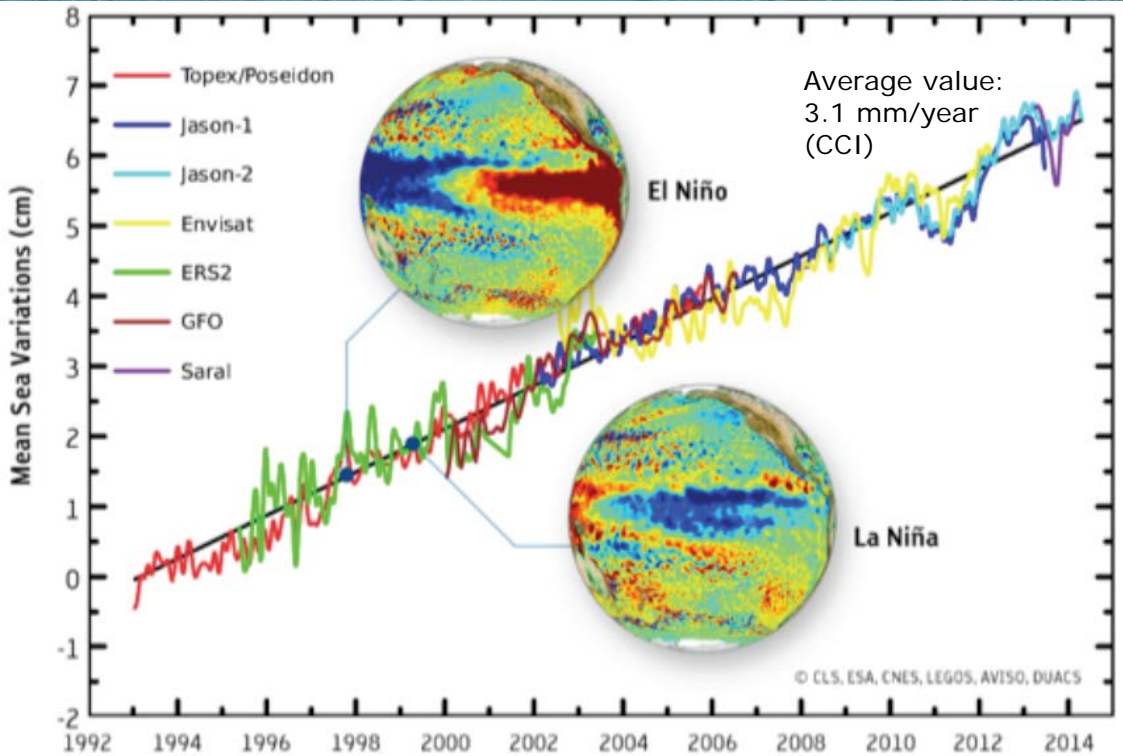 8
7
6
5
4
3
2
1
0
-1
-2
Mean Sea Variations (cm)
Topex/Poseidon
Jason-1
Jason-2
Envisat
ERS2
GFO
Saral
Average value:
3.1 mm/year
(CCI)
El Niño
La Niña
© CLS, ESA, CNES, LEGOS, AVISO, DUACS
1992 1994 1996 1998 2000 2002 2004 2006 2008 2010 2012 2014